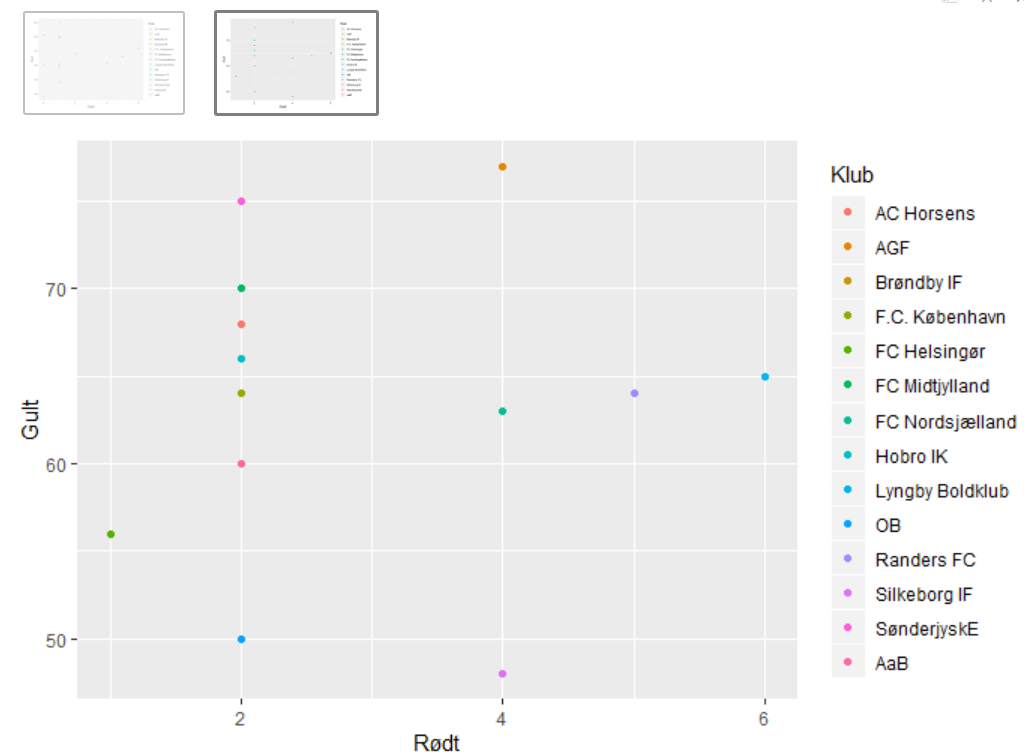 Klub
AC Horsens
AGF
Brøndby IF
F.C. København
FC Helsingør
FC Midtjylland
FC Nordsjælland
Hobro IK
Lyngby Boldklub
OB
Randers FC
Silkeborg IF
SønderjyskE
AaB
70
60
50
Gult
2
4
6
Rødt